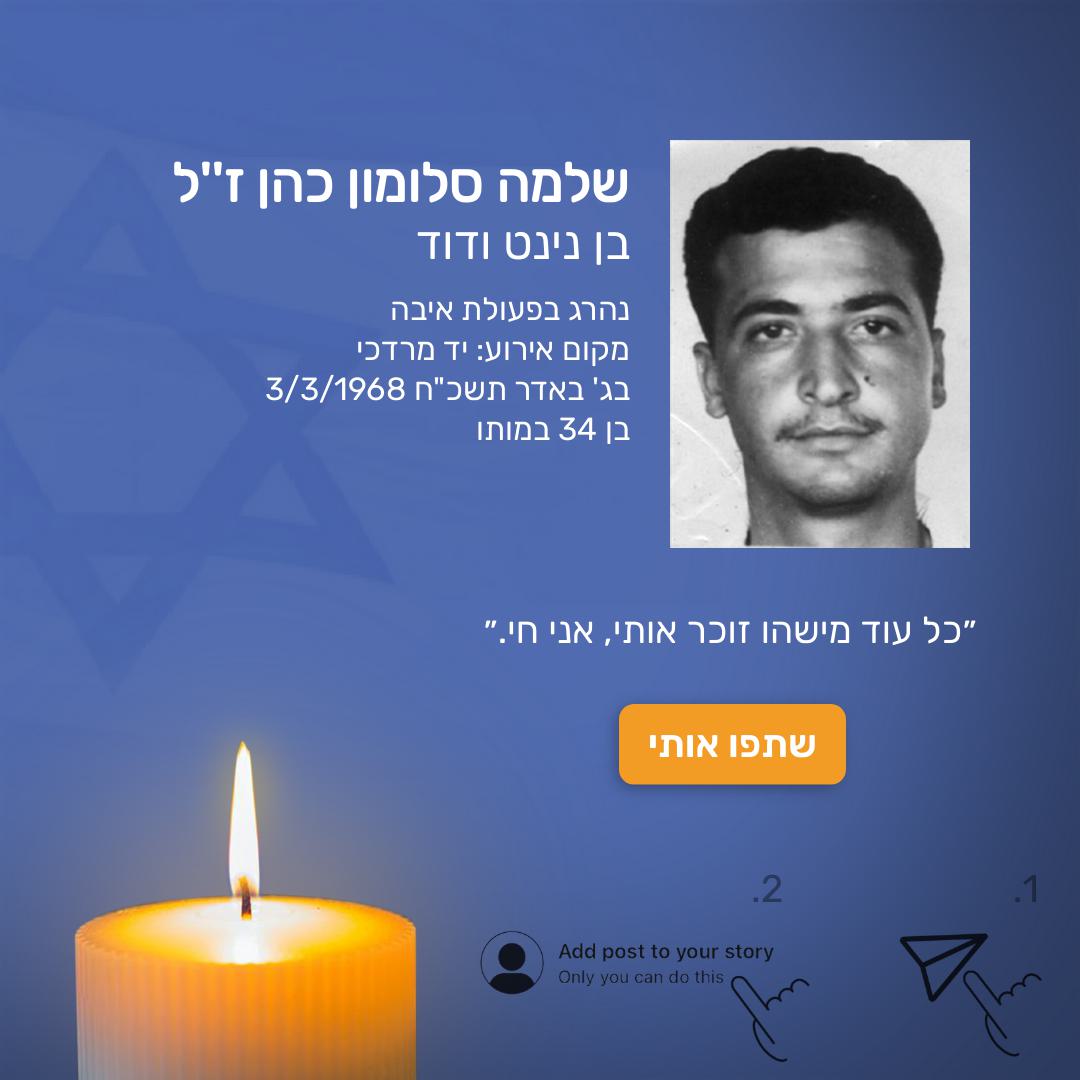 שלמה סלומון כהן ז"ל
בן נינט ודוד
נהרג בפעולת איבה
מקום אירוע: יד מרדכי
בג' באדר תשכ"ח 3/3/1968
בן 34 במותו
״כל עוד מישהו זוכר אותי, אני חי.״
שתפו אותי
1.
2.
Add post to your story
Only you can do this